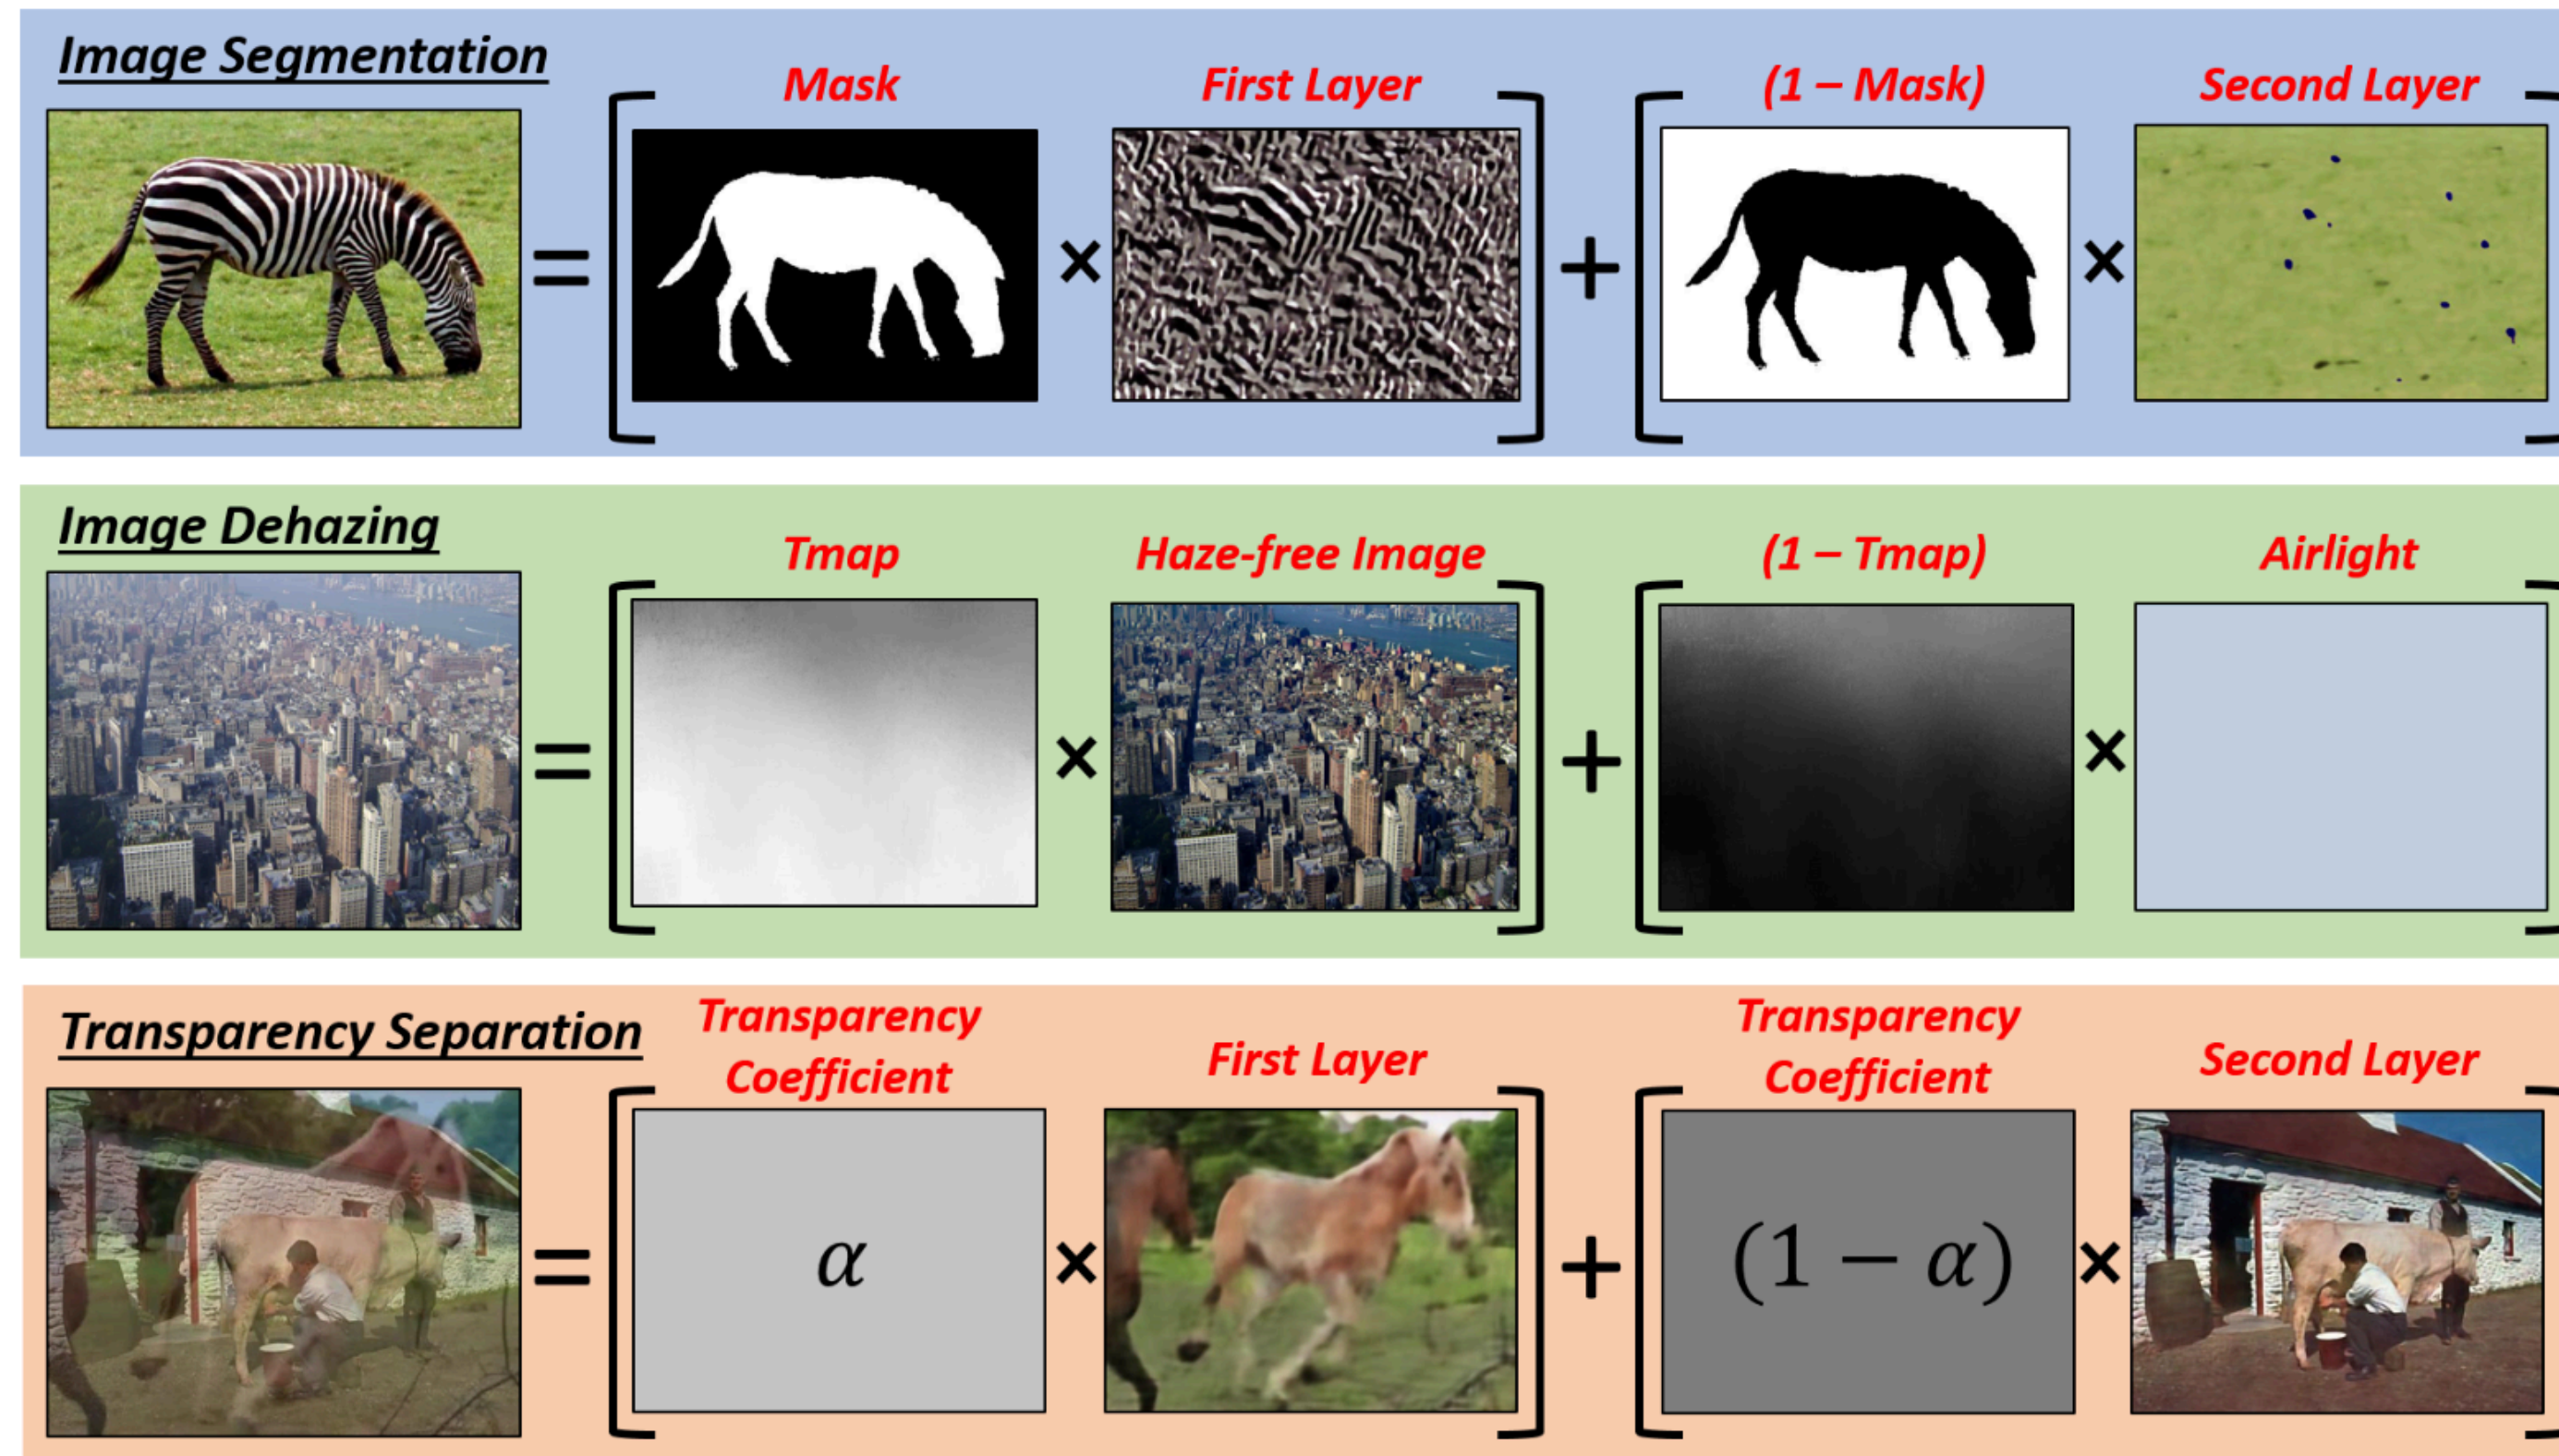 Image Segmentation
Mask
First Layer
(1 – Mask)
Second Layer
=
×
+
×
Image Dehazing
Tmap
Haze-free Image
(1 – Tmap)
Airlight
=
×
+
×
Transparency Separation
Transparency
Coefficient
First Layer
Transparency
Coefficient
Second Layer
=
α
×
+
(1 − α)
×